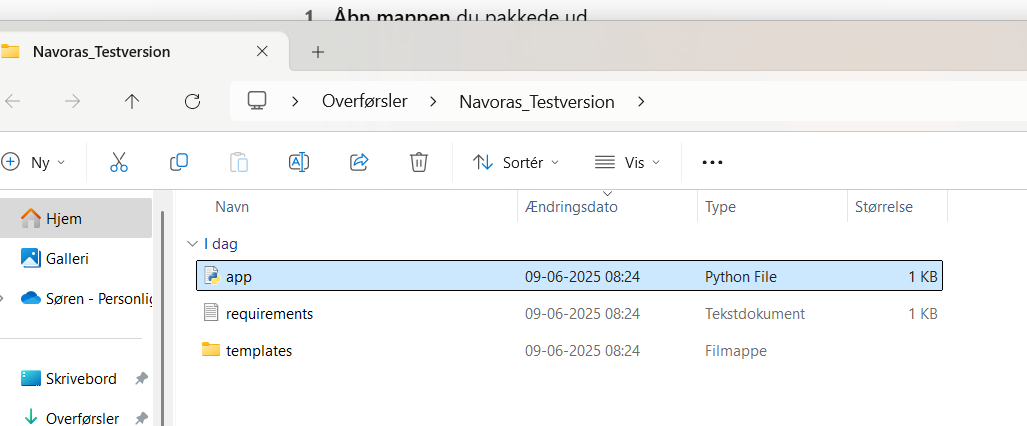 1. Åbn mappen du pakkede ud
Navoras_Testversion
Overførsler Navoras_Testversion
Ny Sortér Vis
Navn Ændringsdato Type Størrelse
Hjem
I dag
Galleri
app 09-06-2025 08:24 Python File 1 KB
Søren - Personlig
requirements 09-06-2025 08:24 Tekstdokument 1 KB
templates 09-06-2025 08:24 Filmappe
Skrivebord
Overførsler